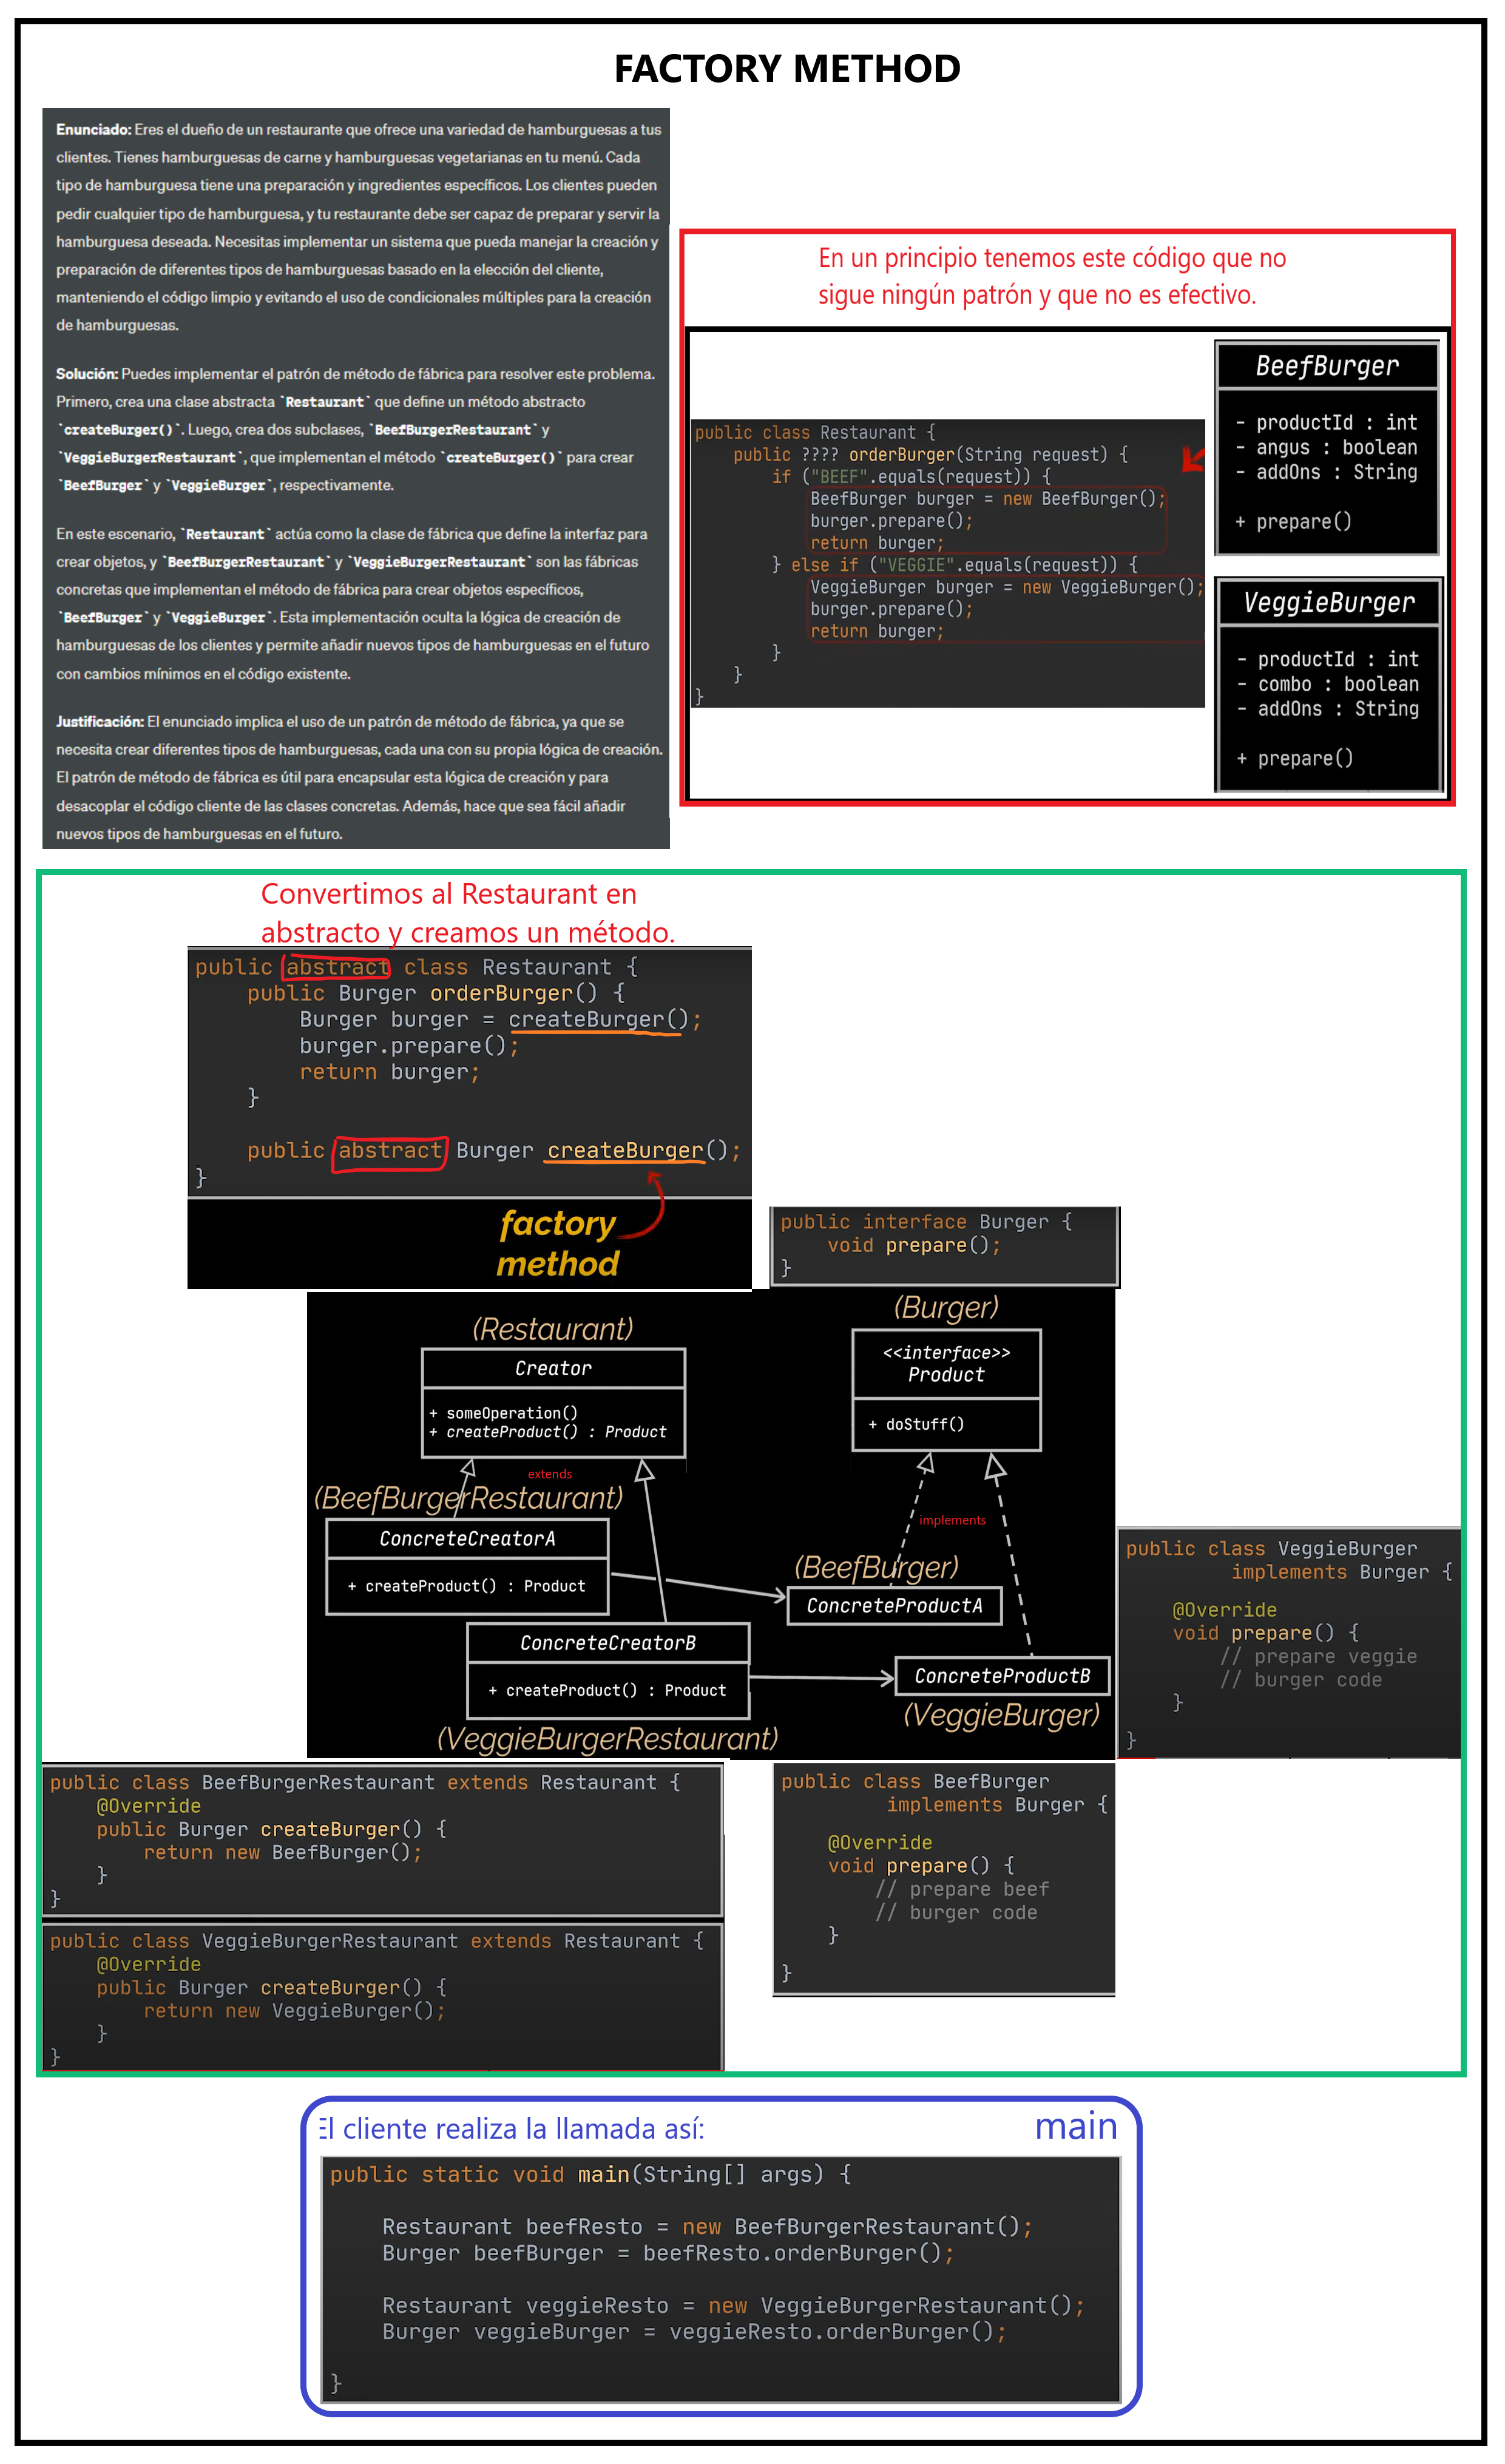 FACTORY METHOD
Enunciado: Eres el dueño de un restaurante que ofrece una variedad de hamburguesas a tus
clientes. Tienes hamburguesas de carne y hamburguesas vegetarianas en tu menú. Cada
tipo de hamburguesa tiene una preparación y ingredientes específicos. Los clientes pueden
pedir cualquier tipo de hamburguesa, y tu restaurante debe ser capaz de preparar y servir la
hamburguesa deseada. Necesitas implementar un sistema que pueda manejar la creación y
preparación de diferentes tipos de hamburguesas basado en la elección del cliente,
manteniendo el código limpio y evitando el uso de condicionales múltiples para la creación
de hamburguesas.
Solución: Puedes implementar el patrón de método de fábrica para resolver este problema.
Primero, crea una clase abstracta `Restaurant` que define un método abstracto
`createBurger()`. Luego, crea dos subclases, `BeefBurgerRestaurant` y
`VeggieBurgerRestaurant`, que implementan el método `createBurger()` para crear
`BeefBurger` y `VeggieBurger`, respectivamente.
En este escenario, `Restaurant` actúa como la clase de fábrica que define la interfaz para
crear objetos, y `BeefBurgerRestaurant` y `VeggieBurgerRestaurant` son las fábricas
concretas que implementan el método de fábrica para crear objetos específicos,
`BeefBurger` y `VeggieBurger`. Esta implementación oculta la lógica de creación de
hamburguesas de los clientes y permite añadir nuevos tipos de hamburguesas en el futuro
con cambios mínimos en el código existente.
Justificación: El enunciado implica el uso de un patrón de método de fábrica, ya que se
necesita crear diferentes tipos de hamburguesas, cada una con su propia lógica de creación.
El patrón de método de fábrica es útil para encapsular esta lógica de creación y para
desacoplar el código cliente de las clases concretas. Además, hace que sea fácil añadir
nuevos tipos de hamburguesas en el futuro.
En un principio tenemos este código que no
sigue ningún patrón y que no es efectivo.
public class Restaurant {
public ???? orderBurger(String request) {
if ("BEEF".equals(request)) {
BeefBurger burger = new BeefBurger();
burger.prepare();
return burger;
} else if ("VEGGIE".equals(request)) {
VeggieBurger burger = new VeggieBurger();
burger.prepare();
return burger;
}
}
}
BeefBurger
- productId : int
- angus : boolean
- addOns : String
+ prepare()
VeggieBurger
- productId : int
- combo : boolean
- addOns : String
+ prepare()
Convertimos al Restaurant en
abstracto y creamos un método.
public abstract class Restaurant {
public Burger orderBurger() {
Burger burger = createBurger();
burger.prepare();
return burger;
}
public abstract Burger createBurger();
}
factory
method
public interface Burger {
void prepare();
}
(Restaurant)
Creator
+ someOperation()
+ createProduct() : Product
(Burger)
<<interface>>
Product
+ doStuff()
extends
implements
(BeefBurgerRestaurant)
ConcreteCreatorA
+ createProduct() : Product
(BeefBurger)
ConcreteProductA
ConcreteCreatorB
+ createProduct() : Product
(VeggieBurgerRestaurant)
ConcreteProductB
(VeggieBurger)
public class VeggieBurger
implements Burger {
@Override
void prepare() {
// prepare veggie
// burger code
}
}
public class BeefBurgerRestaurant extends Restaurant {
@Override
public Burger createBurger() {
return new BeefBurger();
}
}
public class VeggieBurgerRestaurant extends Restaurant {
@Override
public Burger createBurger() {
return new VeggieBurger();
}
}
public class BeefBurger
implements Burger {
@Override
void prepare() {
// prepare beef
// burger code
}
}
El cliente realiza la llamada así:
main
public static void main(String[] args) {
Restaurant beefResto = new BeefBurgerRestaurant();
Burger beefBurger = beefResto.orderBurger();
Restaurant veggieResto = new VeggieBurgerRestaurant();
Burger veggieBurger = veggieResto.orderBurger();
}